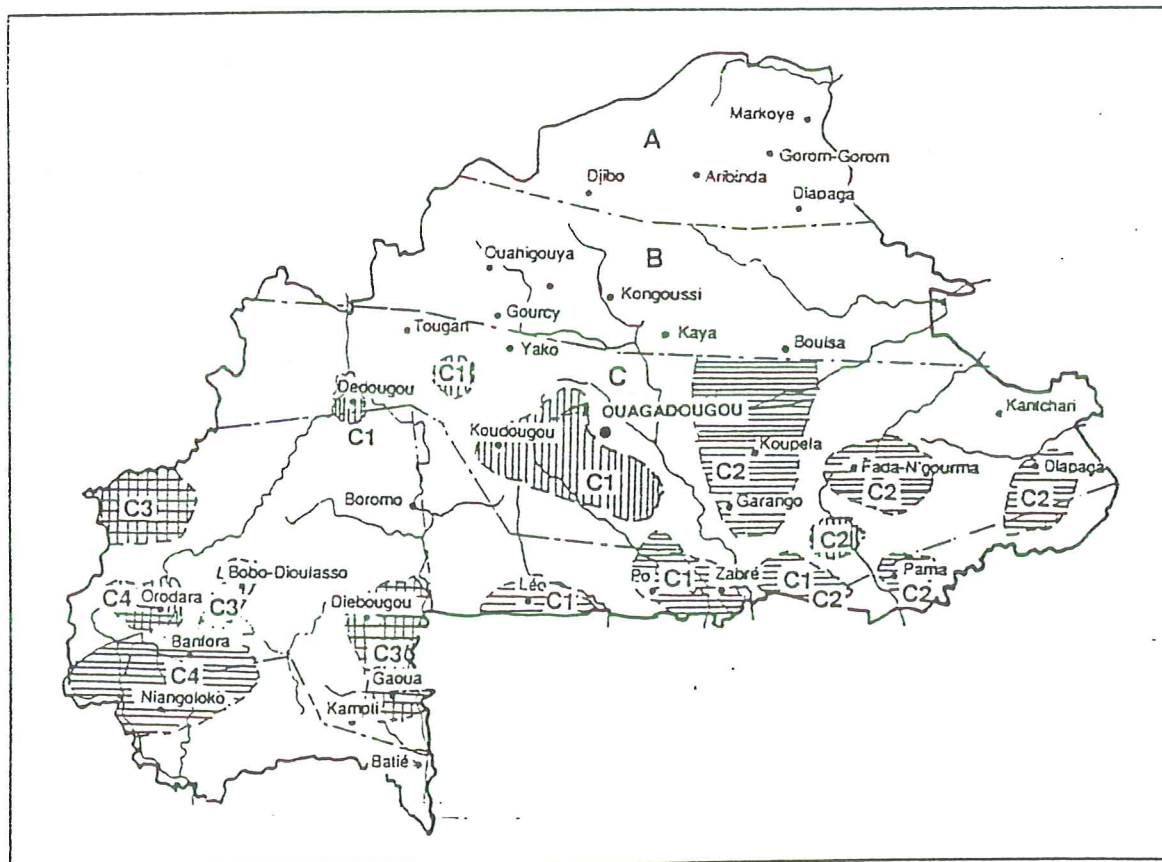 Markoye
A
Gorom-Gorom
Djibo
Aribinda
Diapaga
Ouahigouya
B
Kongoussi
Gourcy
Tougan
Kaya
Yako
Boulsa
C1
C
Dedougou
Kantchari
OUAGADOUGOU
C1
Koudougou
Koupela
Fada-N'gourma
Diapaga
C2
C1
C2
C2
C3
Boromo
Garango
C2
Bobo-Dioulasso
Léo
Po
C1
Zabré
C1
Pama
C4
Orodara
C3
Diebougou
C1
C2
C2
Banfora
C3
C4
Gaoua
Niangoloko
Kampti
Batié